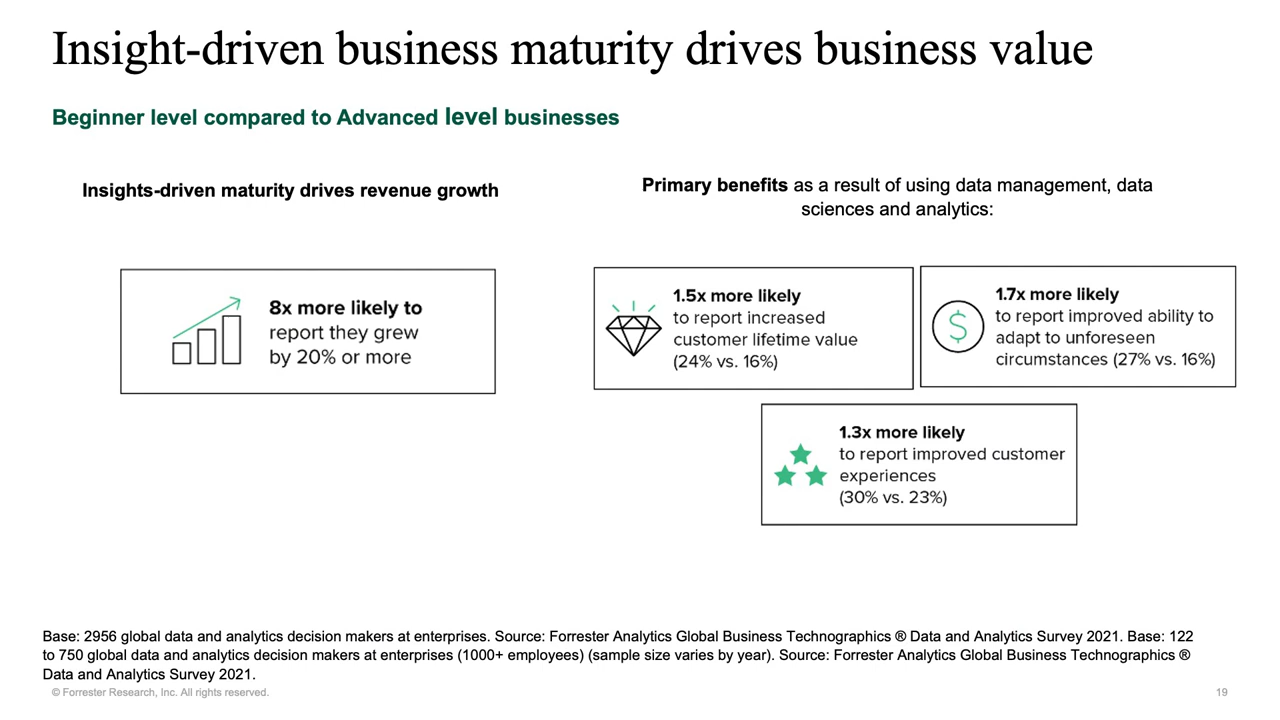 Insight-driven business maturity drives business value
Beginner level compared to Advanced level businesses
Insights-driven maturity drives revenue growth
8x more likely to
report they grew
by 20% or more
Primary benefits as a result of using data management, data
sciences and analytics:
1.5x more likely
to report increased
customer lifetime value
(24% vs. 16%)
$
1.7x more likely
to report improved ability to
adapt to unforeseen
circumstances (27% vs. 16%)
1.3x more likely
to report improved customer
experiences
(30% vs. 23%)
Base: 2956 global data and analytics decision makers at enterprises. Source: Forrester Analytics Global Business Technographics ® Data and Analytics Survey 2021. Base: 122
to 750 global data and analytics decision makers at enterprises (1000+ employees) (sample size varies by year). Source: Forrester Analytics Global Business Technographics ®
Data and Analytics Survey 2021.
© Forrester Research, Inc. All rights reserved.
19